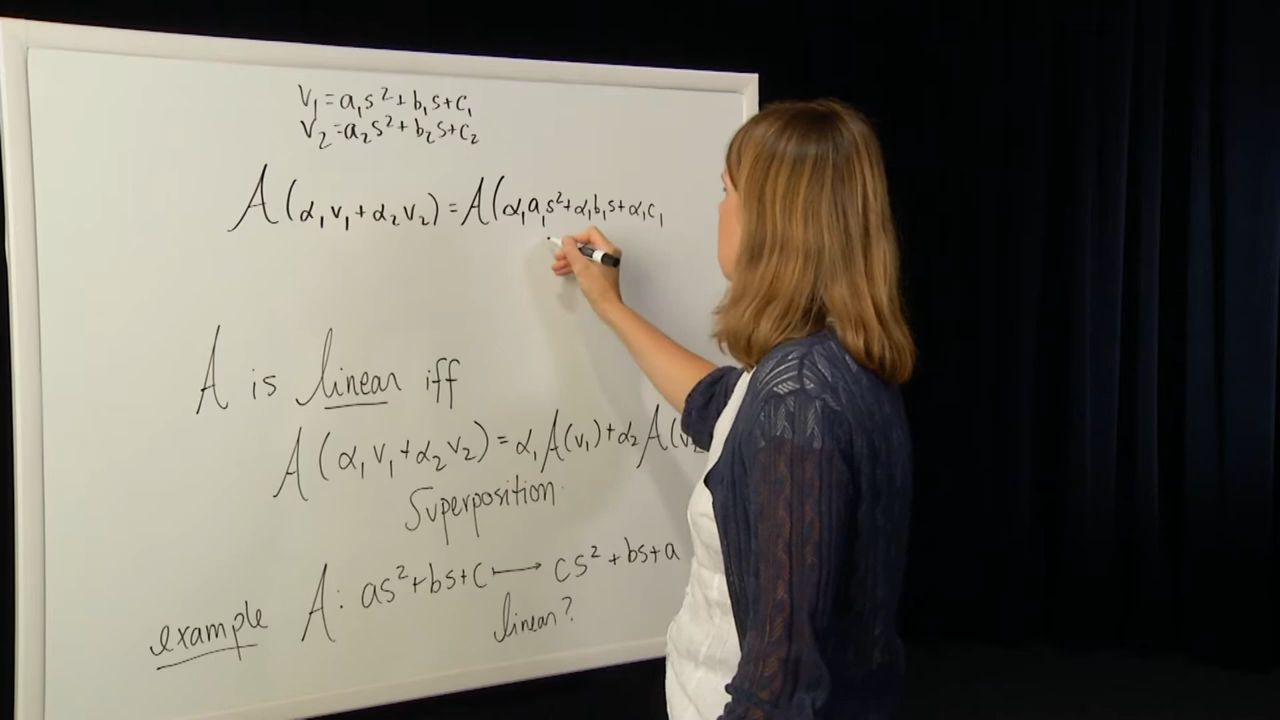 V₁=a₁s²+b₁s+c₁
V₂=a₂s²+b₂s+c₂
A(α₁v₁+α₂v₂)=A(α₁a₁s²+α₁b₁s+α₁c₁
A is linear iff
A(α₁v₁+α₂v₂)=α₁A(v₁)+α₂A(v₂
Superposition.
example A: as²+bs+c⟼cs²+bs+a
linear?